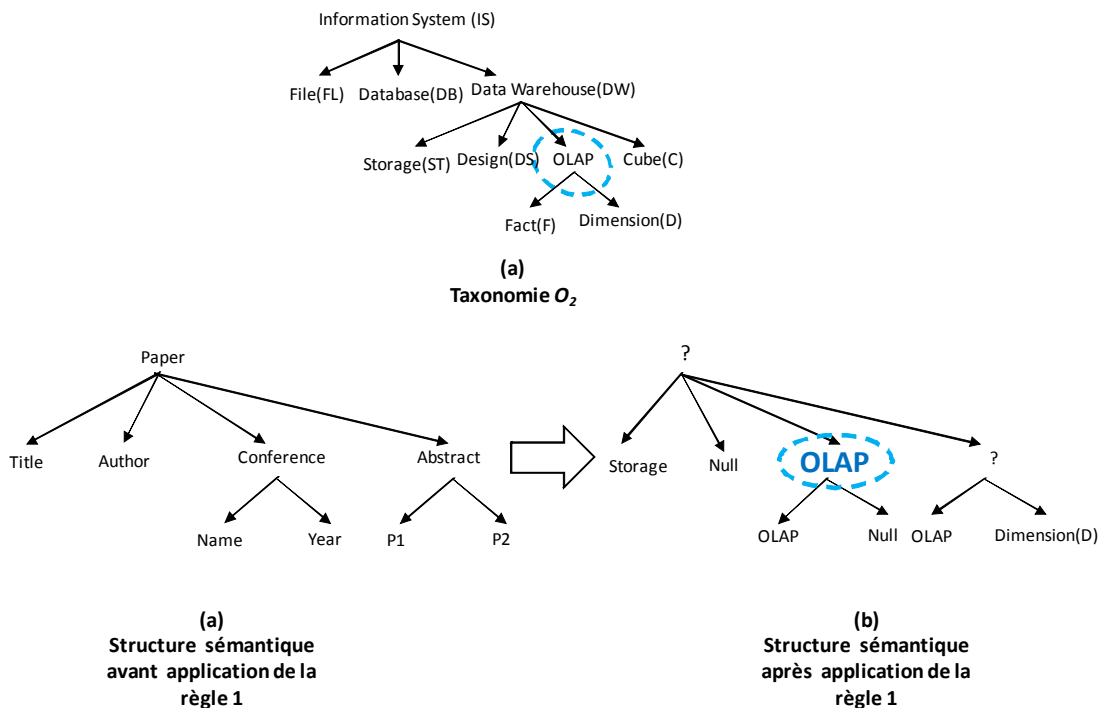 Information System (IS)
File(FL) Database(DB) Data Warehouse(DW)
Storage(ST) Design(DS) OLAP Cube(C)
Fact(F) Dimension(D)
(a)
Taxonomie O2
Paper
Title Author Conference Abstract
Name Year P1 P2
(a)
Structure sémantique
avant application de la
règle 1
?
Storage Null OLAP ?
OLAP Null OLAP Dimension(D)
(b)
Structure sémantique
après application de la
règle 1